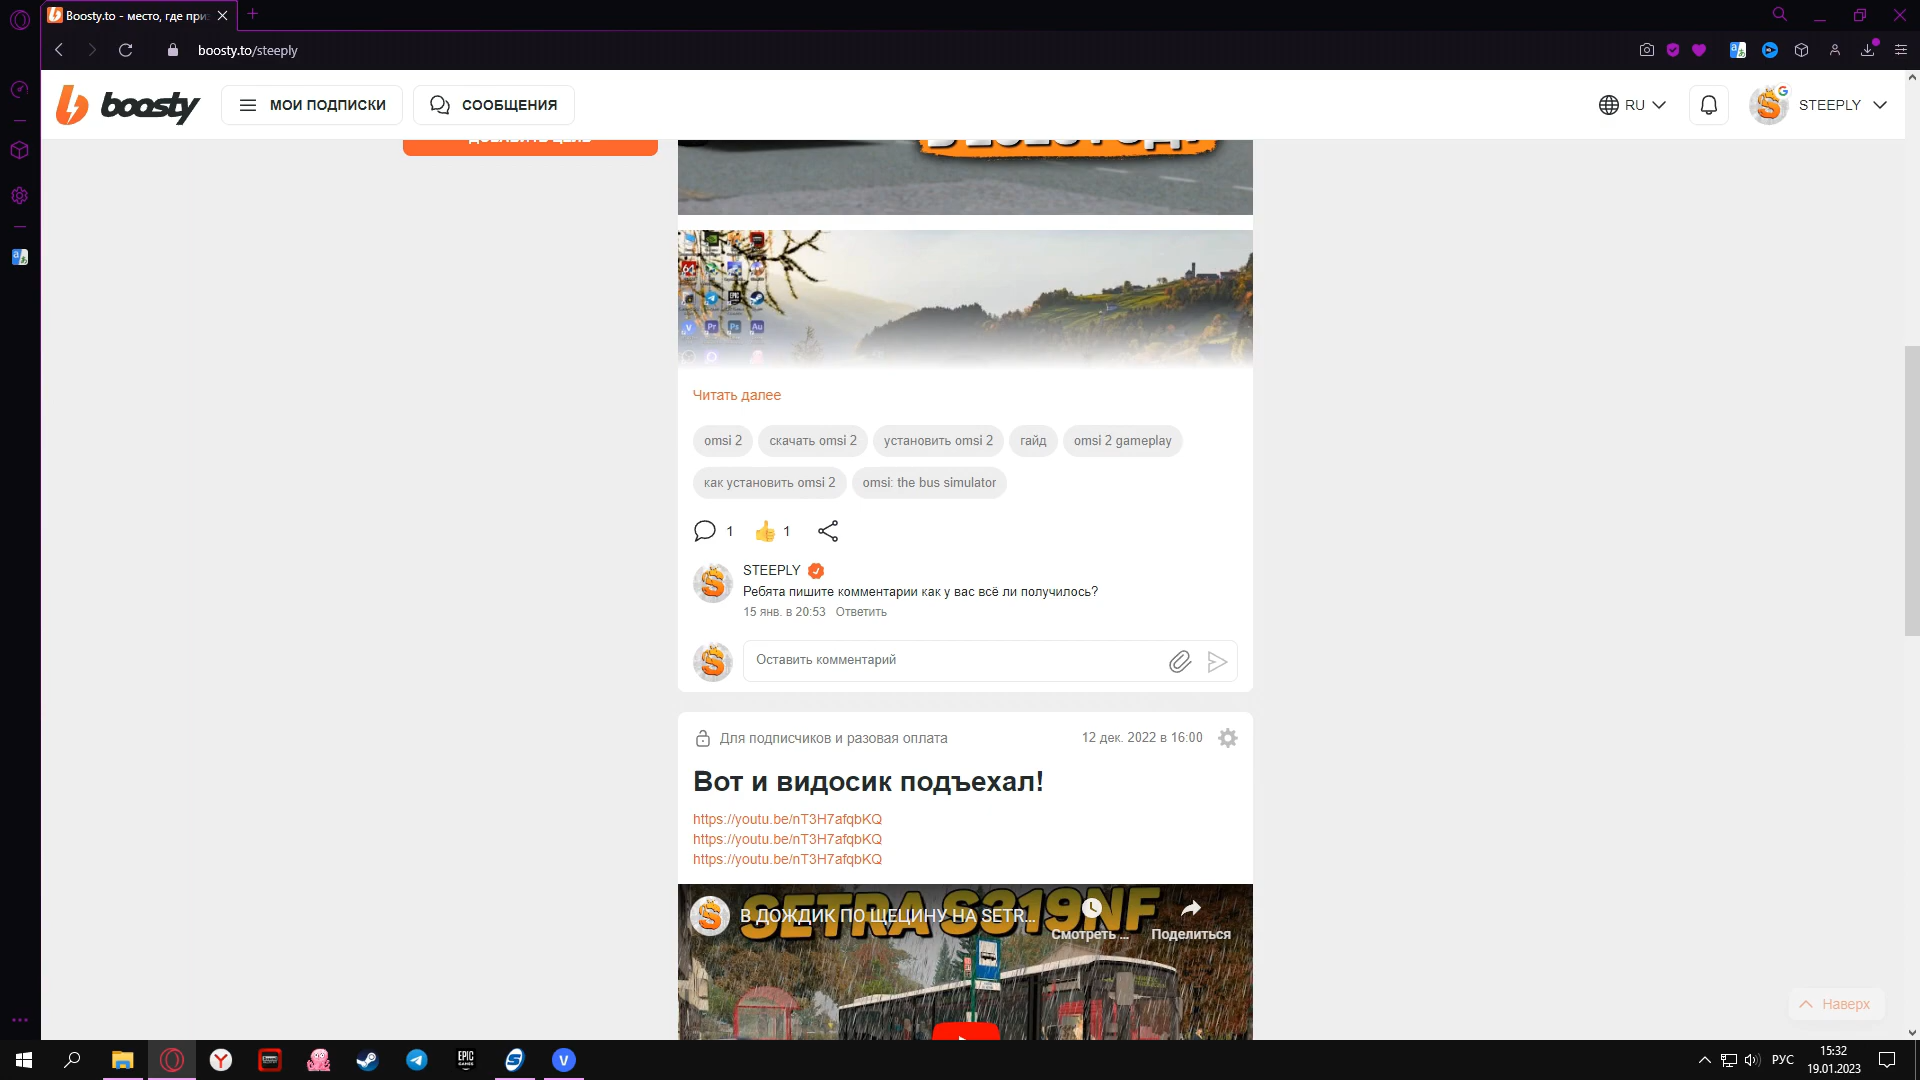 Boosty.to - место, где при
boosty.to/steeply
boosty
МОИ ПОДПИСКИ
СООБЩЕНИЯ
RU
STEEPLY
Читать далее
omsi 2
скачать omsi 2
установить omsi 2
гайд
omsi 2 gameplay
как установить omsi 2
omsi: the bus simulator
1
1
STEEPLY
Ребята пишите комментарии как у вас всё ли получилось?
15 янв. в 20:53 Ответить
Оставить комментарий
Для подписчиков и разовая оплата
12 дек. 2022 в 16:00
Вот и видосик подъехал!
https://youtu.be/nT3H7afqbKQ
https://youtu.be/nT3H7afqbKQ
https://youtu.be/nT3H7afqbKQ
SETRA S319NF
В ДОЖДИК ПО ЩЕЦИНУ НА SETR...
Смотреть ...
Поделиться
Наверх
РУС
15:32
19.01.2023